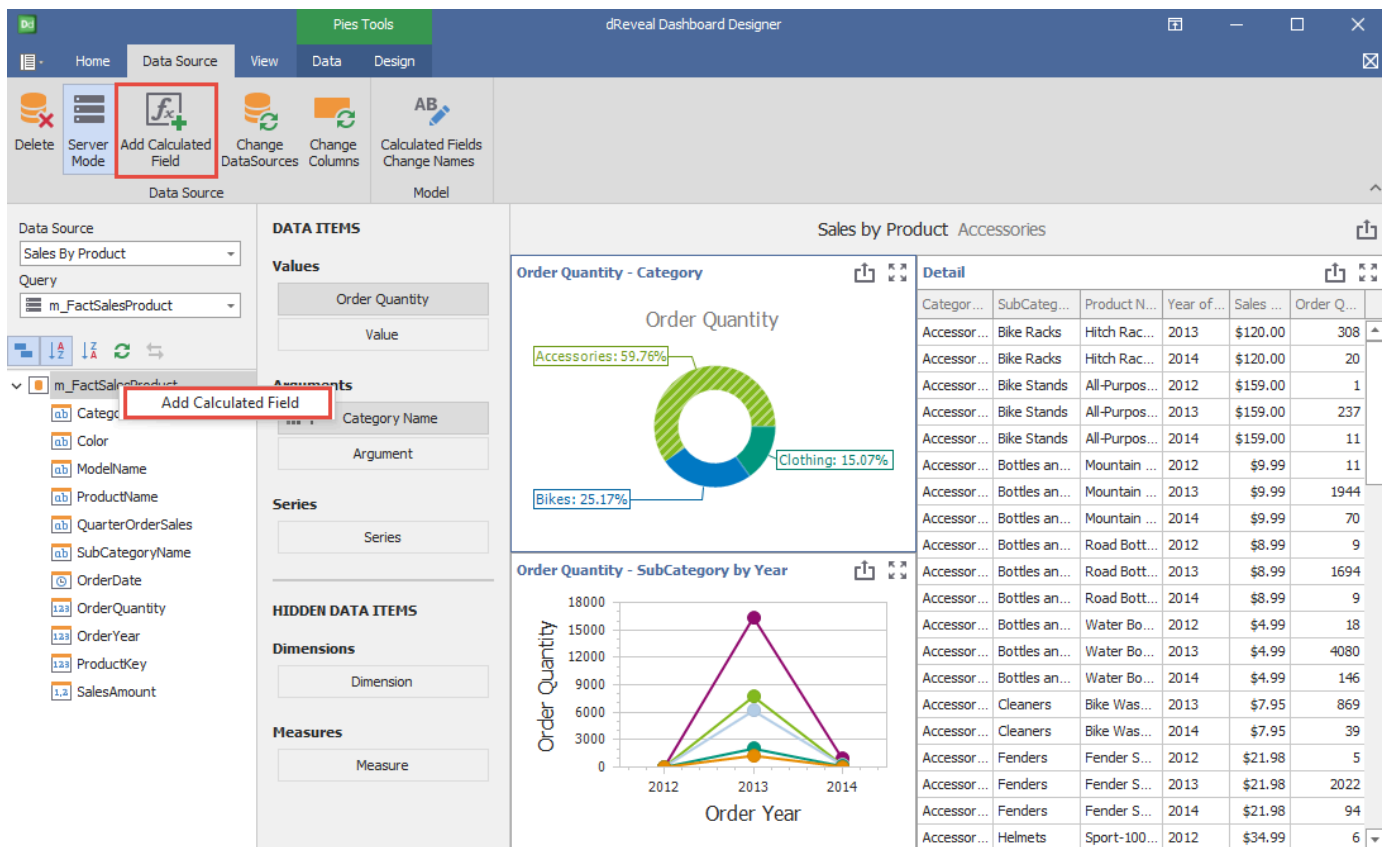 Dd
Pies Tools
dReveal Dashboard Designer
Home
Data Source
View
Data
Design
Delete
Server Mode
Add Calculated Field
Change DataSources
Change Columns
AB
Calculated Fields Change Names
Data Source
Model
Data Source
Sales By Product
Query
m_FactSalesProduct
m_FactSalesProduct
Add Calculated Field
ab Catego
ab Color
ab ModelName
ab ProductName
ab QuarterOrderSales
ab SubCategoryName
OrderDate
123 OrderQuantity
123 OrderYear
123 ProductKey
1,2 SalesAmount
DATA ITEMS
Values
Order Quantity
Value
Arguments
Category Name
Argument
Series
Series
HIDDEN DATA ITEMS
Dimensions
Dimension
Measures
Measure
Sales by Product Accessories
Order Quantity - Category
Order Quantity
Accessories: 59.76%
Clothing: 15.07%
Bikes: 25.17%
Order Quantity - SubCategory by Year
Order Quantity
18000
15000
12000
9000
6000
3000
0
2012 2013 2014
Order Year
Detail
Categor... SubCateg... Product N... Year of... Sales ... Order Q...
Accessor... Bike Racks Hitch Rac... 2013 $120.00 308
Accessor... Bike Racks Hitch Rac... 2014 $120.00 20
Accessor... Bike Stands All-Purpos... 2012 $159.00 1
Accessor... Bike Stands All-Purpos... 2013 $159.00 237
Accessor... Bike Stands All-Purpos... 2014 $159.00 11
Accessor... Bottles an... Mountain ... 2012 $9.99 11
Accessor... Bottles an... Mountain ... 2013 $9.99 1944
Accessor... Bottles an... Mountain ... 2014 $9.99 70
Accessor... Bottles an... Road Bott... 2012 $8.99 9
Accessor... Bottles an... Road Bott... 2013 $8.99 1694
Accessor... Bottles an... Road Bott... 2014 $8.99 9
Accessor... Bottles an... Water Bo... 2012 $4.99 18
Accessor... Bottles an... Water Bo... 2013 $4.99 4080
Accessor... Bottles an... Water Bo... 2014 $4.99 146
Accessor... Cleaners Bike Was... 2013 $7.95 869
Accessor... Cleaners Bike Was... 2014 $7.95 39
Accessor... Fenders Fender S... 2012 $21.98 5
Accessor... Fenders Fender S... 2013 $21.98 2022
Accessor... Fenders Fender S... 2014 $21.98 94
Accessor... Helmets Sport-100... 2012 $34.99 6